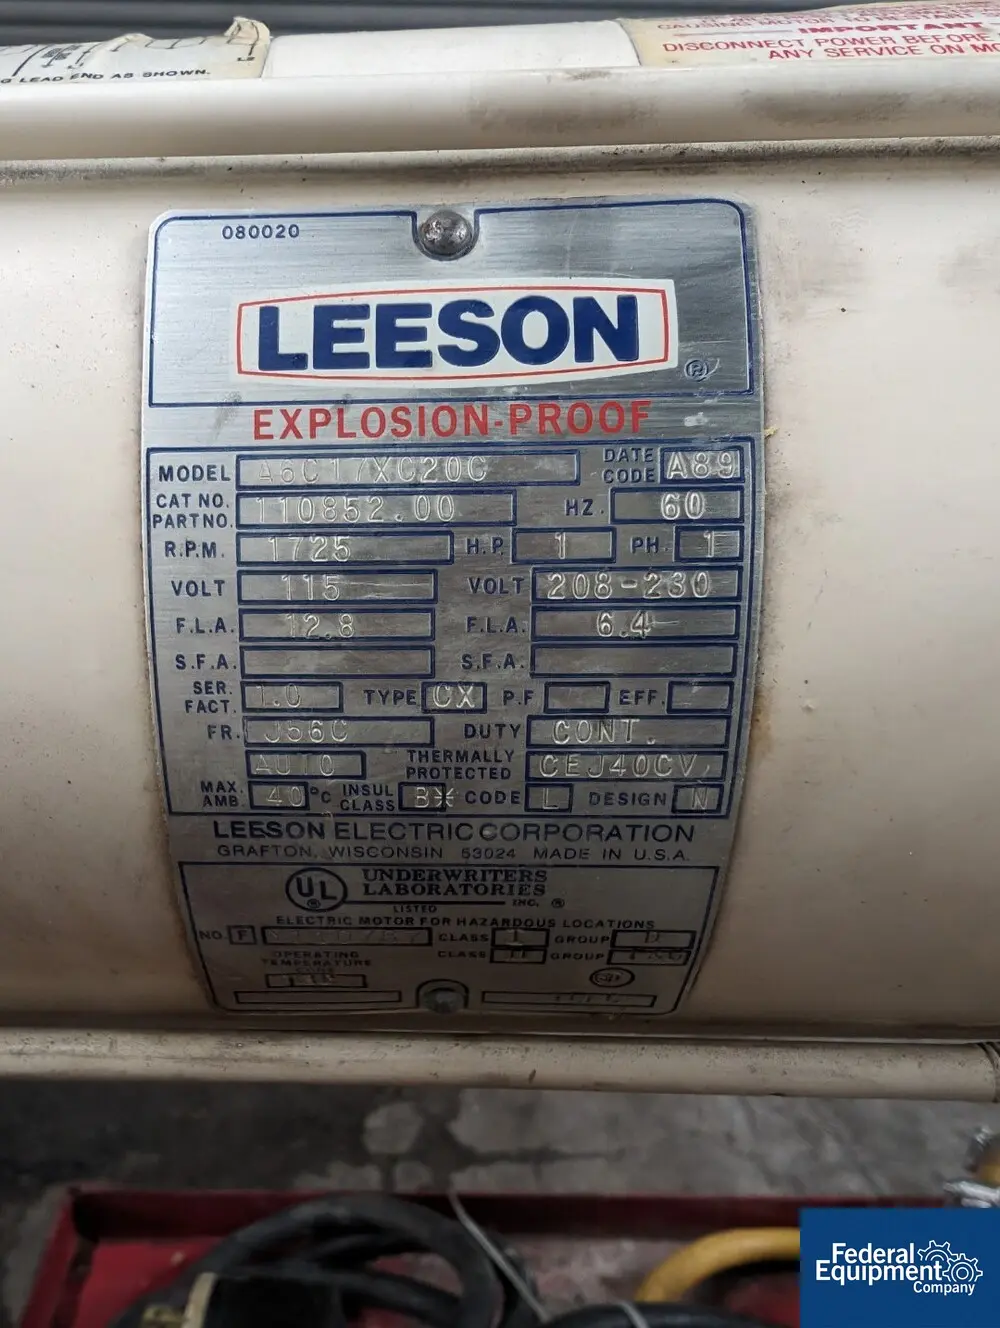 G LEAD END AS SHOWN.
IMPORTANT
DISCONNECT POWER BEFORE
ANY SERVICE ON MO
080020
LEESON
®
EXPLOSION-PROOF
MODEL A6C17XC20C DATE CODE A89
CAT NO. PART NO. 110852.00 HZ. 60
R.P.M. 1725 H.P. 1 PH. 1
VOLT 115 VOLT 208-230
F.L.A. 12.8 F.L.A. 6.4
S.F.A. S.F.A.
SER. FACT. 1.0 TYPE CX P.F EFF.
FR. J56C DUTY CONT.
AUTO THERMALLY PROTECTED CEJ40CV
MAX. AMB. 40 °C INSUL CLASS B* CODE L DESIGN N
LEESON ELECTRIC CORPORATION
GRAFTON, WISCONSIN 53024 MADE IN U.S.A.
UL ® UNDERWRITERS
LABORATORIES
INC. ®
LISTED
ELECTRIC MOTOR FOR HAZARDOUS LOCATIONS
NO. F CLASS I GROUP D
OPERATING TEMPERATURE CODE CLASS II GROUP
Federal
Equipment
Company